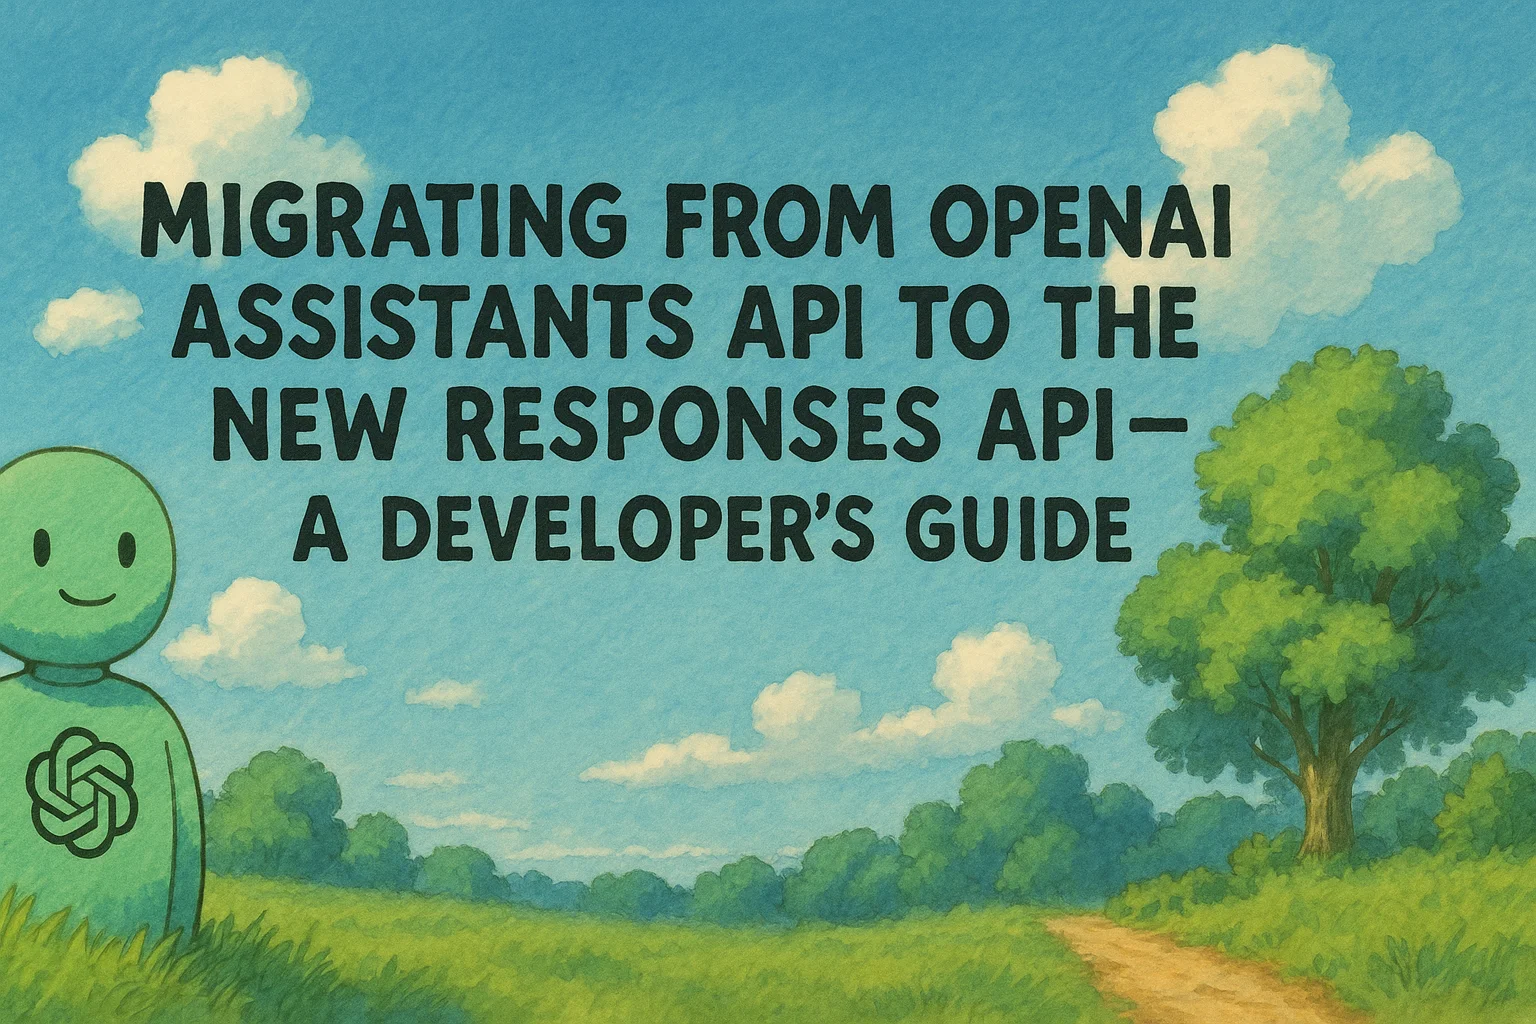 MIGRATING FROM OPENAI
ASSISTANTS API TO THE
NEW RESPONSES API—
A DEVELOPER'S GUIDE